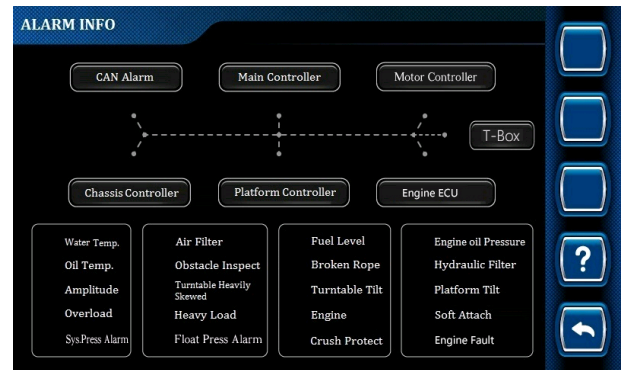 ALARM INFO
CAN Alarm
Main Controller
Motor Controller
T-Box
Chassis Controller
Platform Controller
Engine ECU
Water Temp.
Oil Temp.
Amplitude
Overload
Sys.Press Alarm
Air Filter
Obstacle Inspect
Turntable Heavily
Skewed
Heavy Load
Float Press Alarm
Fuel Level
Broken Rope
Turntable Tilt
Engine
Crush Protect
Engine oil Pressure
Hydraulic Filter
Platform Tilt
Soft Attach
Engine Fault
?